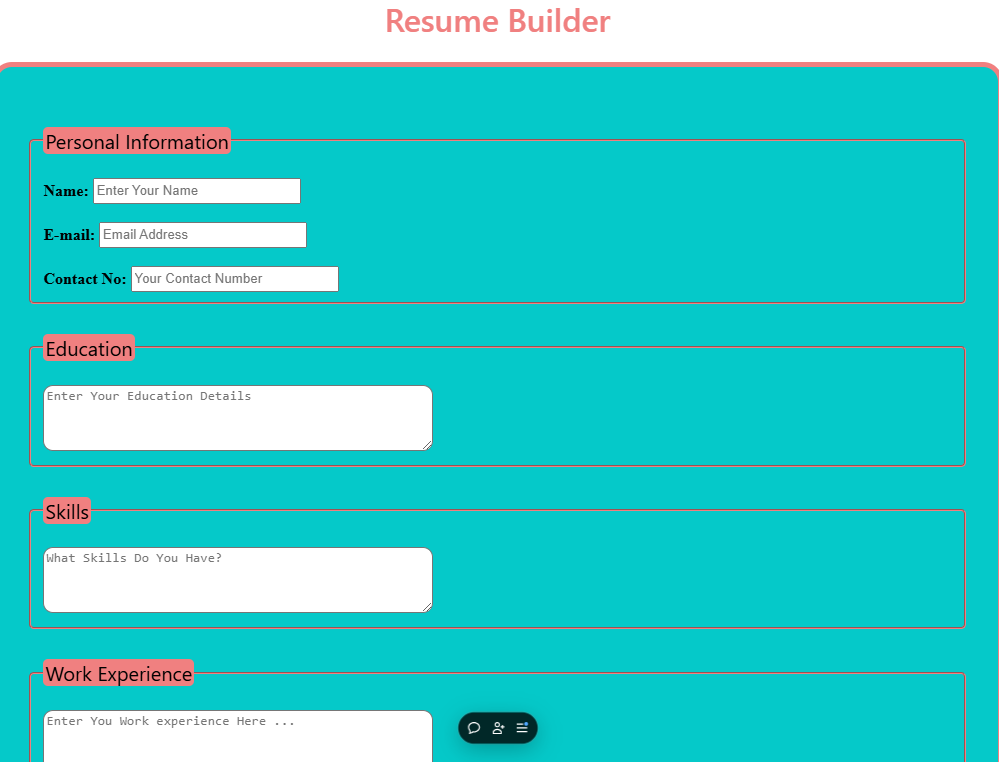 Resume Builder
Personal Information
Name: Enter Your Name
E-mail: Email Address
Contact No: Your Contact Number
Education
Enter Your Education Details
Skills
What Skills Do You Have?
Work Experience
Enter You Work experience Here ...